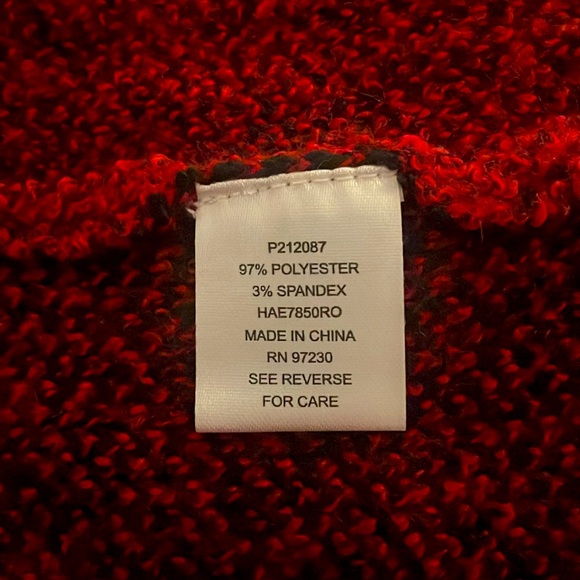 P212087
97% POLYESTER
3% SPANDEX
HAE7850RO
MADE IN CHINA
RN 97230
SEE REVERSE
FOR CARE